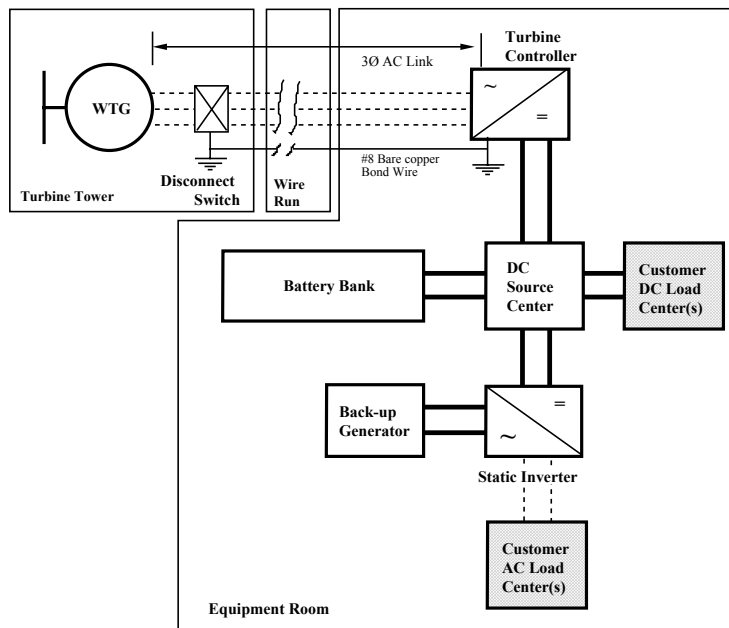 Turbine
Controller
3Ø AC Link
WTG
~
=
#8 Bare copper
Bond Wire
Disconnect
Switch
Wire
Run
Turbine Tower
Battery Bank
DC
Source
Center
Customer
DC Load
Center(s)
Back-up
Generator
=
~
Static Inverter
Customer
AC Load
Center(s)
Equipment Room